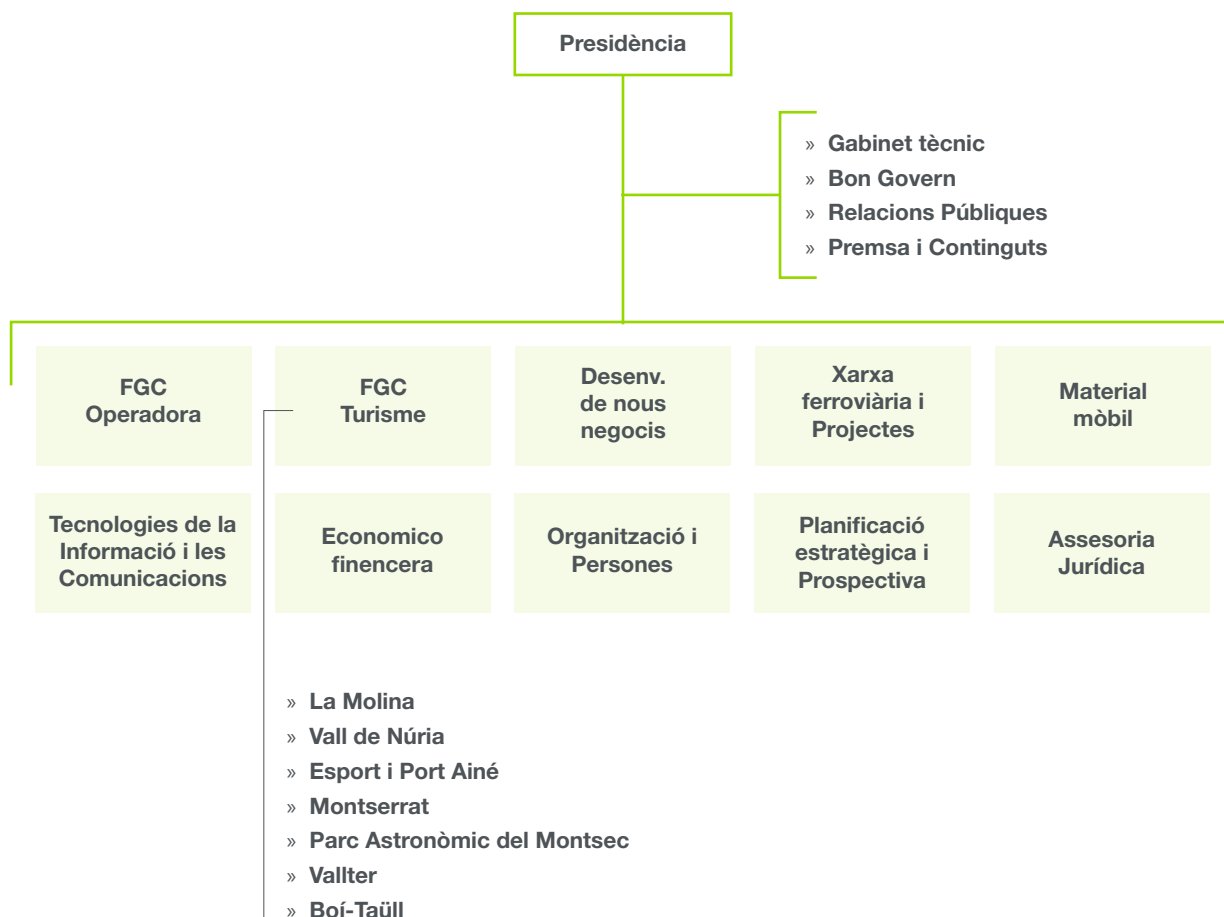 Presidència
» Gabinet tècnic
» Bon Govern
» Relacions Públiques
» Premsa i Continguts
FGC
Operadora
FGC
Turisme
Desenv.
de nous
negocis
Xarxa
ferroviària i
Projectes
Material
mòbil
Tecnologies de la
Informació i les
Comunicacions
Economico
finencera
Organització i
Persones
Planificació
estratègica i
Prospectiva
Assesoria
Jurídica
» La Molina
» Vall de Núria
» Esport i Port Ainé
» Montserrat
» Parc Astronòmic del Montsec
» Vallter
» Boí-Taüll